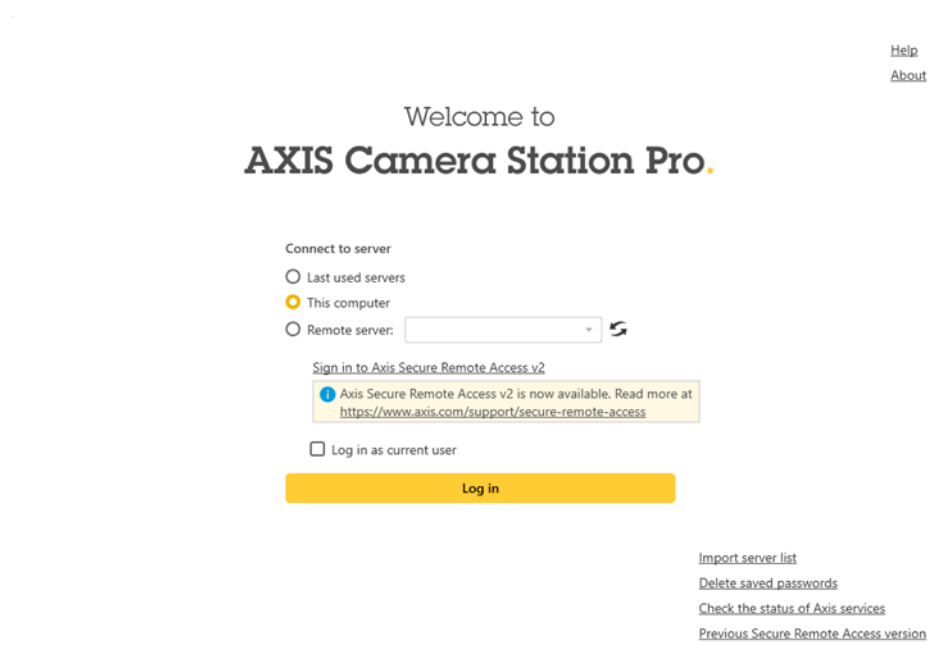 Help
About
Welcome to
AXIS Camera Station Pro.
Connect to server
Last used servers
This computer
Remote server:
Sign in to Axis Secure Remote Access v2
Axis Secure Remote Access v2 is now available. Read more at
https://www.axis.com/support/secure-remote-access
Log in as current user
Log in
Import server list
Delete saved passwords
Check the status of Axis services
Previous Secure Remote Access version